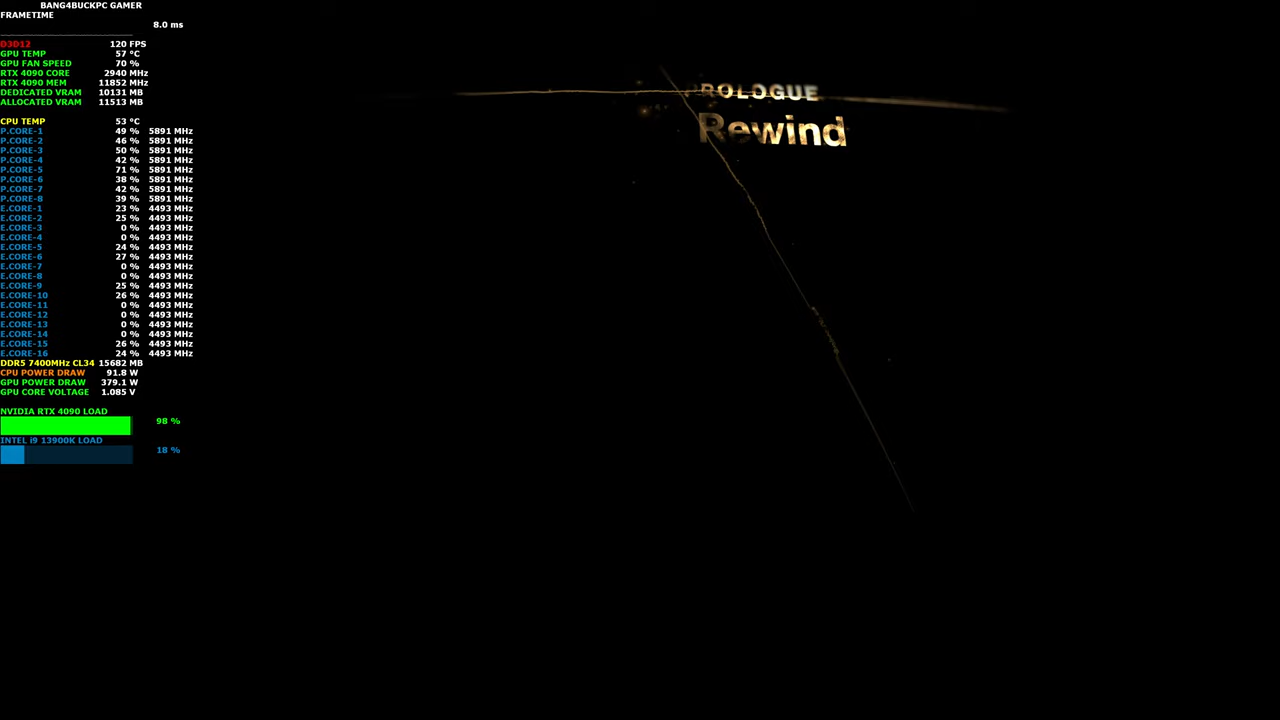 BANG4BUCKPC GAMER
FRAMETIME
8.0 ms
D3D12 120 FPS
GPU TEMP 57 °C
GPU FAN SPEED 70 %
RTX 4090 CORE 2940 MHz
RTX 4090 MEM 11852 MHz
DEDICATED VRAM 10131 MB
ALLOCATED VRAM 11513 MB
CPU TEMP 53 °C
P.CORE-1 49 % 5891 MHz
P.CORE-2 46 % 5891 MHz
P.CORE-3 50 % 5891 MHz
P.CORE-4 42 % 5891 MHz
P.CORE-5 71 % 5891 MHz
P.CORE-6 38 % 5891 MHz
P.CORE-7 42 % 5891 MHz
P.CORE-8 39 % 5891 MHz
E.CORE-1 23 % 4493 MHz
E.CORE-2 25 % 4493 MHz
E.CORE-3 0 % 4493 MHz
E.CORE-4 0 % 4493 MHz
E.CORE-5 24 % 4493 MHz
E.CORE-6 27 % 4493 MHz
E.CORE-7 0 % 4493 MHz
E.CORE-8 0 % 4493 MHz
E.CORE-9 25 % 4493 MHz
E.CORE-10 26 % 4493 MHz
E.CORE-11 0 % 4493 MHz
E.CORE-12 0 % 4493 MHz
E.CORE-13 0 % 4493 MHz
E.CORE-14 0 % 4493 MHz
E.CORE-15 26 % 4493 MHz
E.CORE-16 24 % 4493 MHz
DDR5 7400MHz CL34 15682 MB
CPU POWER DRAW 91.8 W
GPU POWER DRAW 379.1 W
GPU CORE VOLTAGE 1.085 V
NVIDIA RTX 4090 LOAD
98 %
INTEL i9 13900K LOAD
18 %
PROLOGUE
Rewind